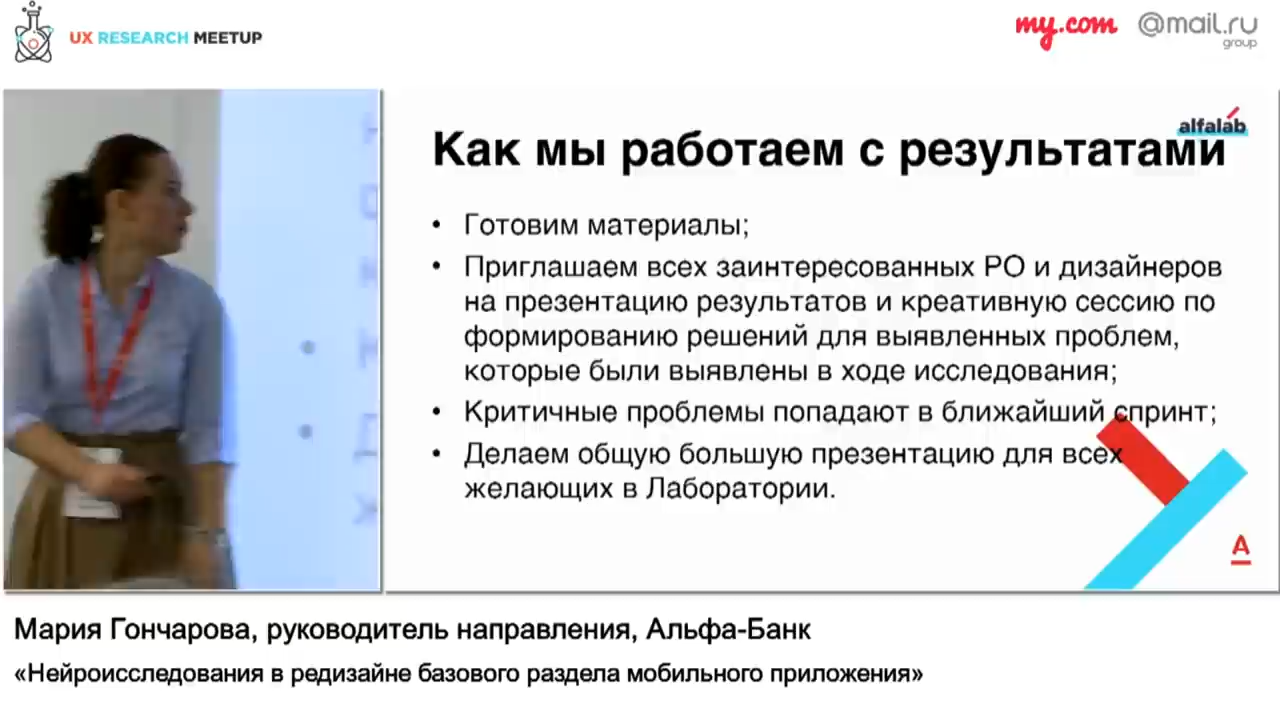 UX RESEARCH MEETUP
my.com @mail.ru
group
alfalab
Как мы работаем с результатами
• Готовим материалы;
• Приглашаем всех заинтересованных РО и дизайнеров
на презентацию результатов и креативную сессию по
формированию решений для выявленных проблем,
которые были выявлены в ходе исследования;
• Критичные проблемы попадают в ближайший спринт;
• Делаем общую большую презентацию для всех
желающих в Лаборатории.
А
Мария Гончарова, руководитель направления, Альфа-Банк
«Нейроисследования в редизайне базового раздела мобильного приложения»